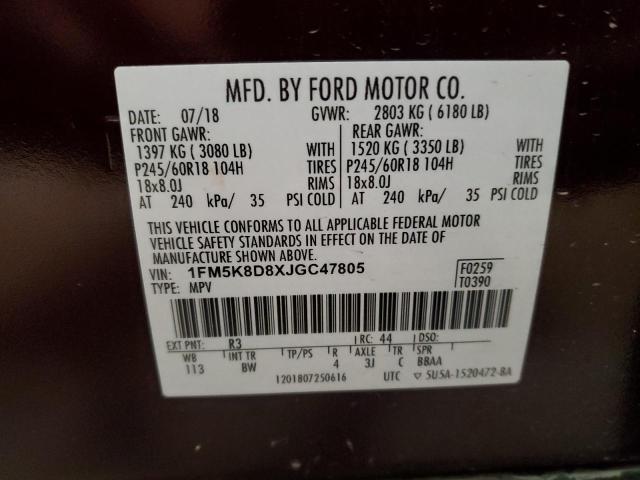 MFD. BY FORD MOTOR CO.
DATE: 07/18 GVWR: 2803 KG ( 6180 LB)
FRONT GAWR: REAR GAWR:
1397 KG ( 3080 LB) WITH 1520 KG ( 3350 LB) WITH
P245/60R18 104H TIRES P245/60R18 104H TIRES
18x8.0J RIMS 18x8.0J RIMS
AT 240 kPa/ 35 PSI COLD AT 240 kPa/ 35 PSI COLD
THIS VEHICLE CONFORMS TO ALL APPLICABLE FEDERAL MOTOR
VEHICLE SAFETY STANDARDS IN EFFECT ON THE DATE OF
MANUFACTURE SHOWN ABOVE.
VIN: 1FM5K8D8XJGC47805 F0259
TYPE: MPV T0390
EXT PNT: R3 RC: 44 DSO:
WB INT TR TP/PS R AXLE TR SPR
113 BW 4 3J C BBAA
1201807250616 UTC 5U5A-1520472-BA